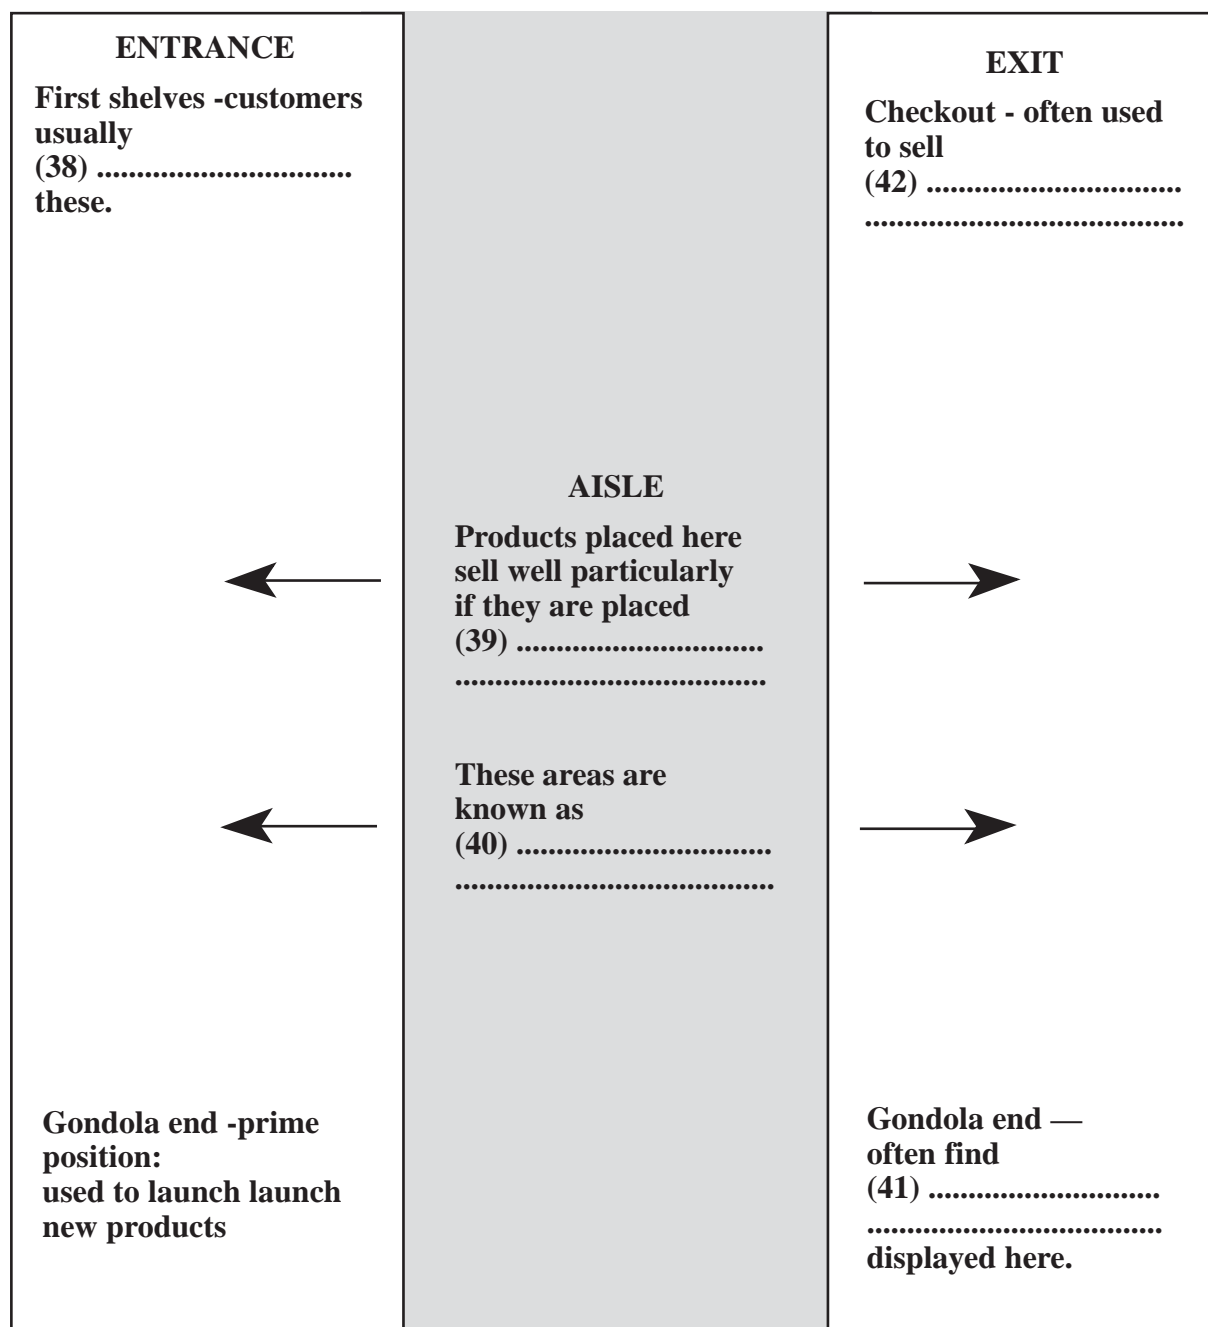 ENTRANCE
First shelves -customers
usually
(38) ................................
these.
EXIT
Checkout - often used
to sell
(42) ................................
........................................
AISLE
Products placed here
sell well particularly
if they are placed
(39) ...............................
.......................................
These areas are
known as
(40) ................................
........................................
Gondola end -prime
position:
used to launch launch
new products
Gondola end —
often find
(41) .............................
.....................................
displayed here.